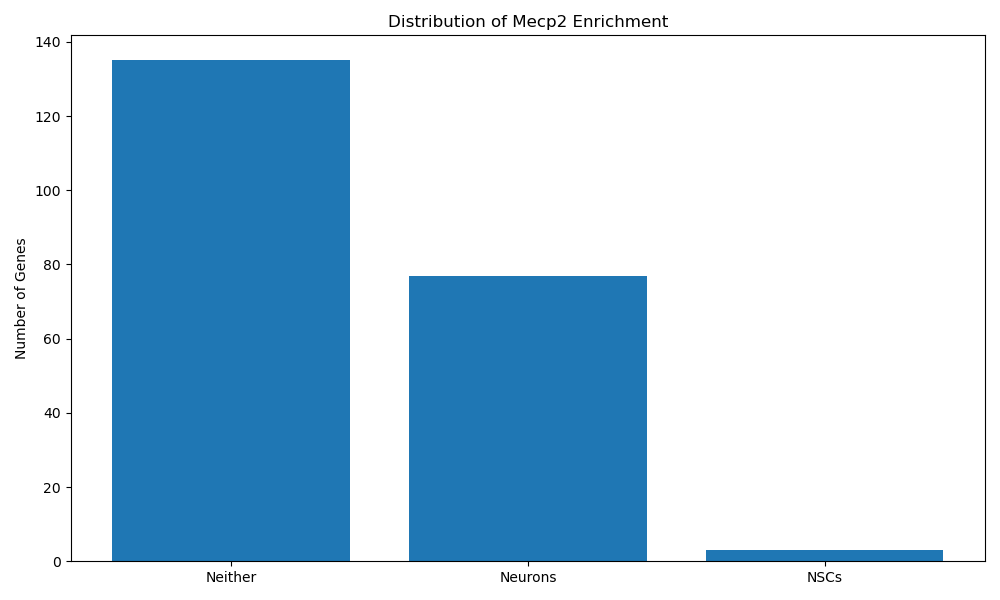 Distribution of Mecp2 Enrichment
Number of Genes
140
120
100
80
60
40
20
0
Neither
Neurons
NSCs